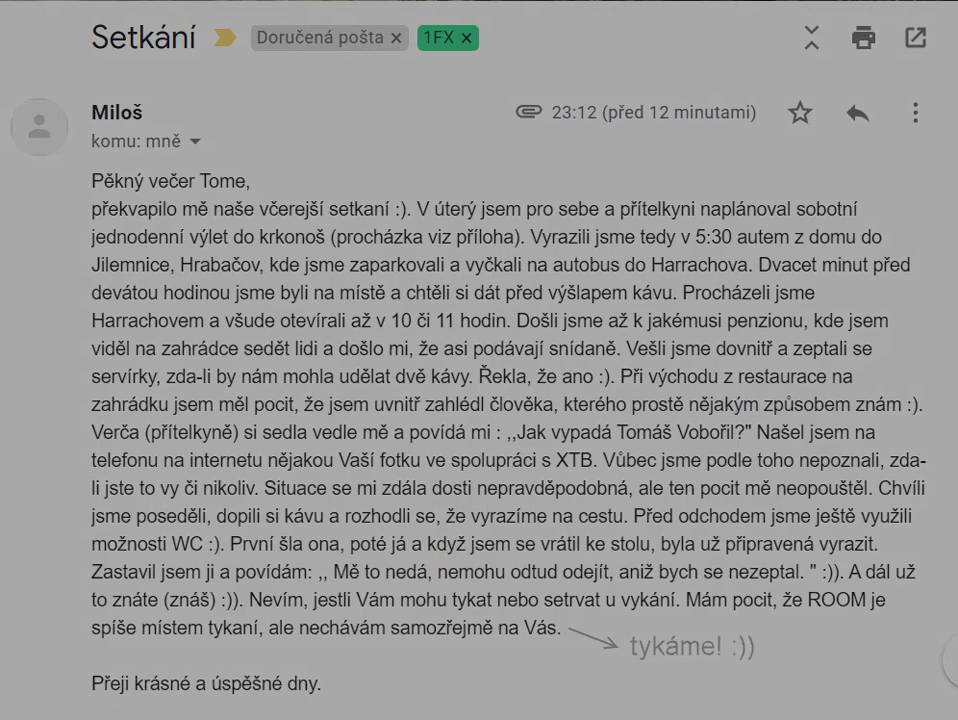 Setkání Doručená pošta × 1FX ×
Miloš 23:12 (před 12 minutami)
komu: mně
Pěkný večer Tome,
překvapilo mě naše včerejší setkaní :). V úterý jsem pro sebe a přítelkyni naplánoval sobotní
jednodenní výlet do krkonoš (procházka viz příloha). Vyrazili jsme tedy v 5:30 autem z domu do
Jilemnice, Hrabačov, kde jsme zaparkovali a vyčkali na autobus do Harrachova. Dvacet minut před
devátou hodinou jsme byli na místě a chtěli si dát před výšlapem kávu. Procházeli jsme
Harrachovem a všude otevírali až v 10 či 11 hodin. Došli jsme až k jakémusi penzionu, kde jsem
viděl na zahrádce sedět lidi a došlo mi, že asi podávají snídaně. Vešli jsme dovnitř a zeptali se
servírky, zda-li by nám mohla udělat dvě kávy. Řekla, že ano :). Při východu z restaurace na
zahrádku jsem měl pocit, že jsem uvnitř zahlédl člověka, kterého prostě nějakým způsobem znám :).
Verča (přítelkyně) si sedla vedle mě a povídá mi : ,,Jak vypadá Tomáš Vobořil?" Našel jsem na
telefonu na internetu nějakou Vaší fotku ve spolupráci s XTB. Vůbec jsme podle toho nepoznali, zda-
li jste to vy či nikoliv. Situace se mi zdála dosti nepravděpodobná, ale ten pocit mě neopouštěl. Chvíli
jsme poseděli, dopili si kávu a rozhodli se, že vyrazíme na cestu. Před odchodem jsme ještě využili
možnosti WC :). První šla ona, poté já a když jsem se vrátil ke stolu, byla už připravená vyrazit.
Zastavil jsem ji a povídám: ,, Mě to nedá, nemohu odtud odejít, aniž bych se nezeptal. " :)). A dál už
to znáte (znáš) :)). Nevím, jestli Vám mohu tykat nebo setrvat u vykání. Mám pocit, že ROOM je
spíše místem tykaní, ale nechávám samozřejmě na Vás.
tykáme! :))
Přeji krásné a úspěšné dny.